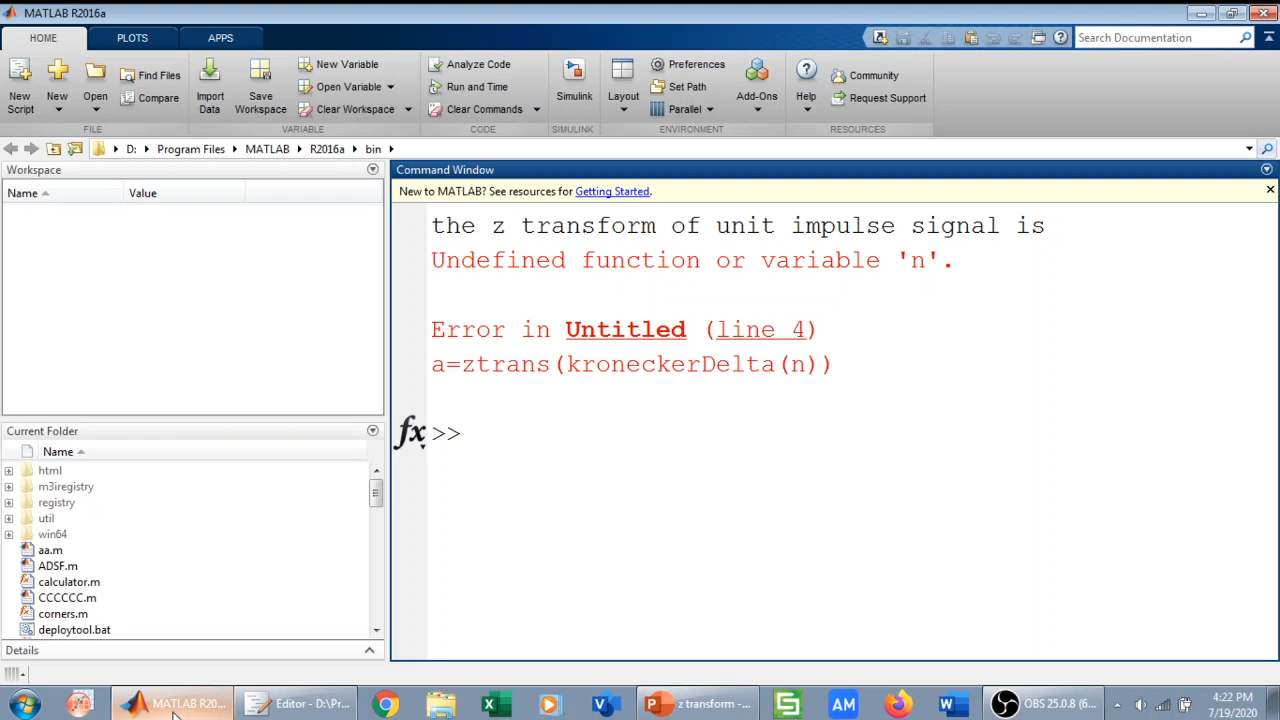 MATLAB R2016a
HOME PLOTS APPS
Search Documentation
New Script
New
Open
Find Files
Compare
Import Data
Save Workspace
New Variable
Open Variable
Clear Workspace
Analyze Code
Run and Time
Clear Commands
Simulink
Layout
Preferences
Set Path
Parallel
Add-Ons
Help
Community
Request Support
FILE VARIABLE CODE SIMULINK ENVIRONMENT RESOURCES
D: Program Files MATLAB R2016a bin
Workspace
Name Value
Current Folder
Name
html
m3iregistry
registry
util
win64
aa.m
ADSF.m
calculator.m
CCCCCC.m
corners.m
deploytool.bat
Details
Command Window
New to MATLAB? See resources for Getting Started.
the z transform of unit impulse signal is
Undefined function or variable 'n'.
Error in Untitled (line 4)
a=ztrans(kroneckerDelta(n))
fx >>
MATLAB R20...
Editor - D:\Pr...
z transform -...
AM
OBS 25.0.8 (6...
4:22 PM
7/19/2020